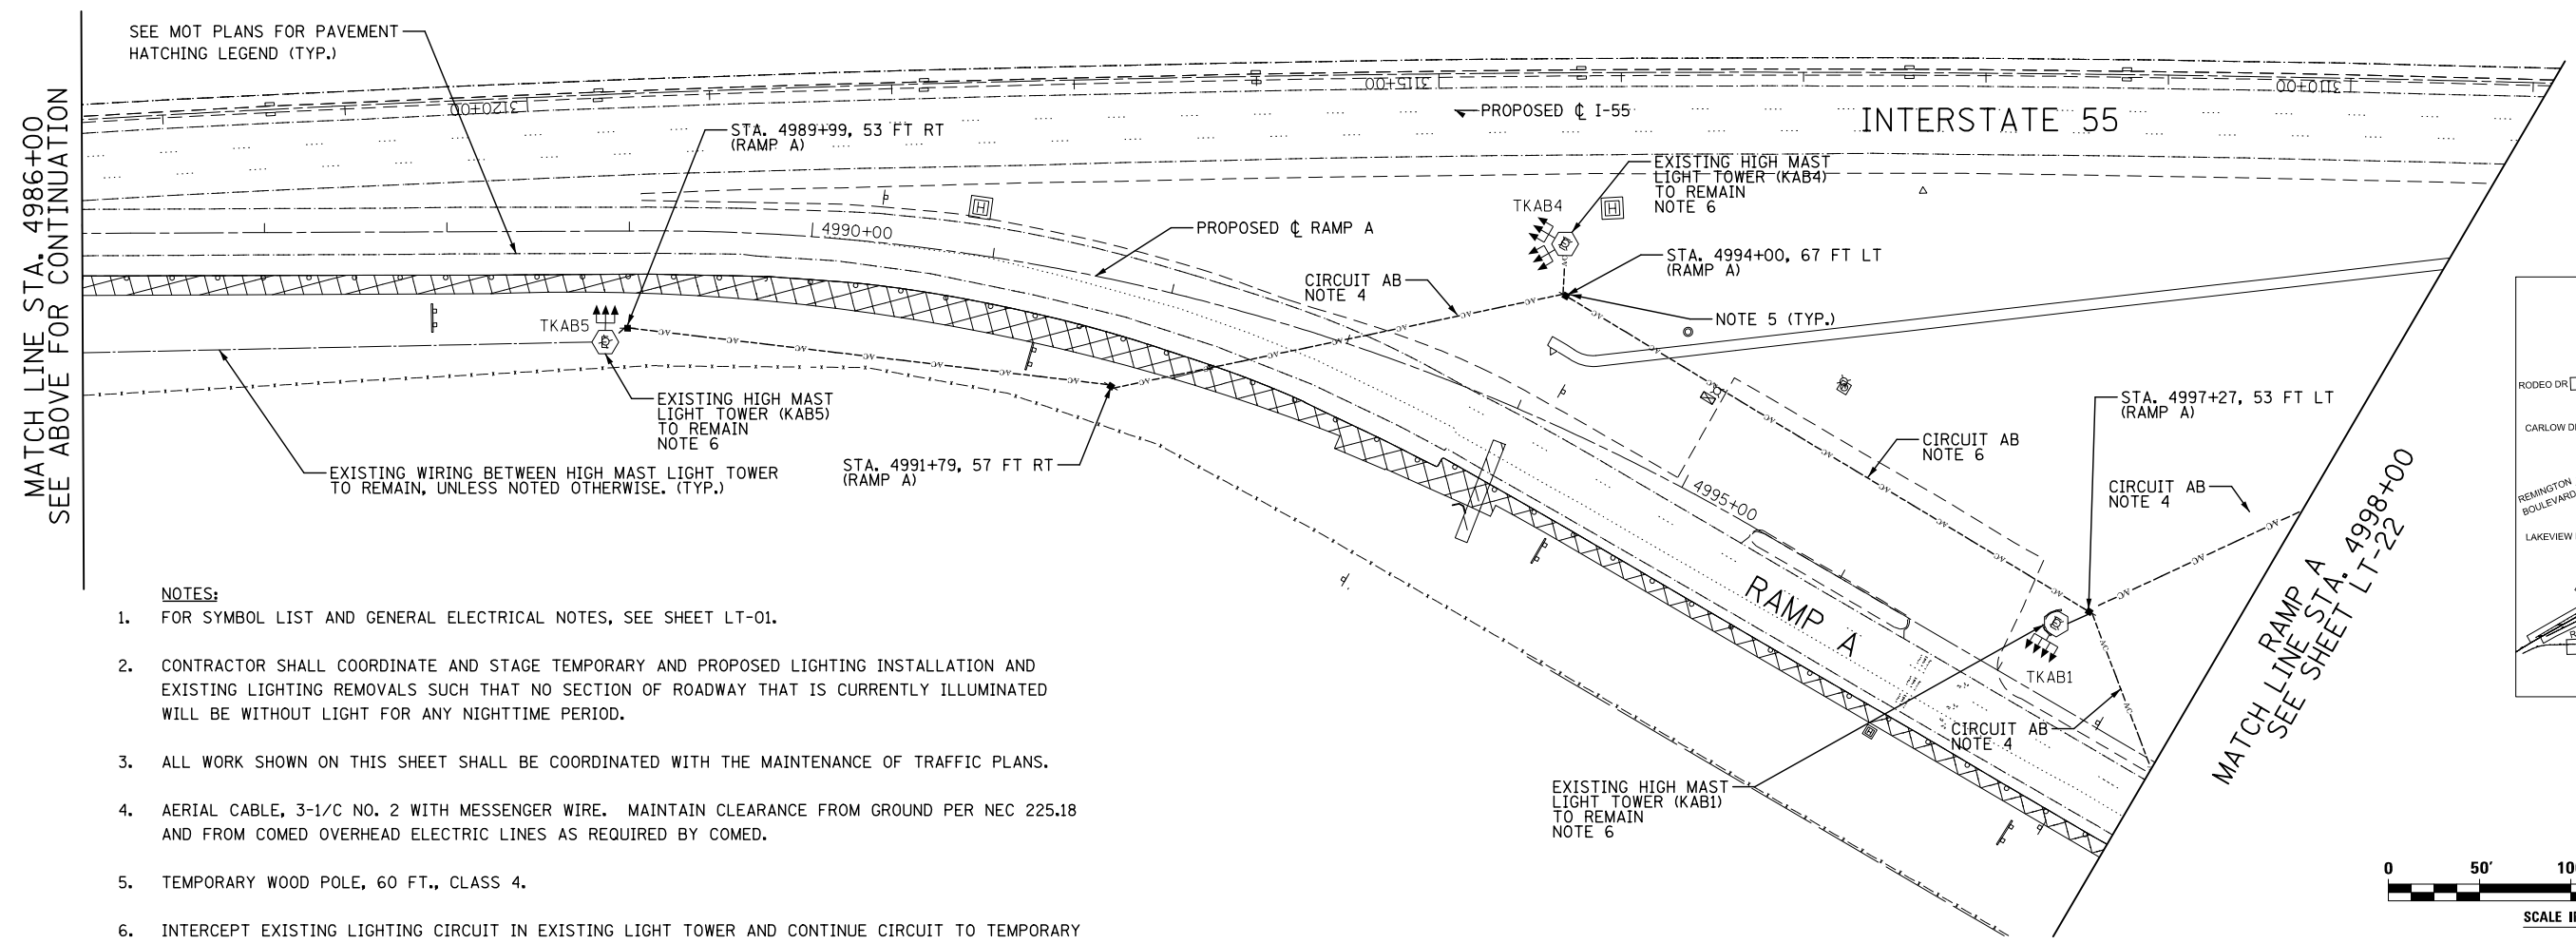 SEE MOT PLANS FOR PAVEMENT
HATCHING LEGEND (TYP.)
MATCH LINE STA. 4986+00
SEE ABOVE FOR CONTINUATION
3120+00
3115+00
3110+00
PROPOSED ℄ I-55
INTERSTATE 55
STA. 4989+99, 53 FT RT
(RAMP A)
EXISTING HIGH MAST
LIGHT TOWER (KAB4)
TO REMAIN
NOTE 6
TKAB4
H
H
4990+00
PROPOSED ℄ RAMP A
STA. 4994+00, 67 FT LT
(RAMP A)
CIRCUIT AB
NOTE 4
NOTE 5 (TYP.)
TKAB5
EXISTING HIGH MAST
LIGHT TOWER (KAB5)
TO REMAIN
NOTE 6
EXISTING WIRING BETWEEN HIGH MAST LIGHT TOWER
TO REMAIN, UNLESS NOTED OTHERWISE. (TYP.)
STA. 4991+79, 57 FT RT
(RAMP A)
STA. 4997+27, 53 FT LT
(RAMP A)
CIRCUIT AB
NOTE 6
CIRCUIT AB
NOTE 4
4995+00
RAMP A
TKAB1
CIRCUIT AB
NOTE 4
EXISTING HIGH MAST
LIGHT TOWER (KAB1)
TO REMAIN
NOTE 6
RAMP A
MATCH LINE STA. 4998+00
SEE SHEET LT-22
RODEO DR
CARLOW
REMINGTON
BOULEVARD
LAKEVIEW
0 50'
SCALE
NOTES:
1. FOR SYMBOL LIST AND GENERAL ELECTRICAL NOTES, SEE SHEET LT-01.
2. CONTRACTOR SHALL COORDINATE AND STAGE TEMPORARY AND PROPOSED LIGHTING INSTALLATION AND
EXISTING LIGHTING REMOVALS SUCH THAT NO SECTION OF ROADWAY THAT IS CURRENTLY ILLUMINATED
WILL BE WITHOUT LIGHT FOR ANY NIGHTTIME PERIOD.
3. ALL WORK SHOWN ON THIS SHEET SHALL BE COORDINATED WITH THE MAINTENANCE OF TRAFFIC PLANS.
4. AERIAL CABLE, 3-1/C NO. 2 WITH MESSENGER WIRE. MAINTAIN CLEARANCE FROM GROUND PER NEC 225.18
AND FROM COMED OVERHEAD ELECTRIC LINES AS REQUIRED BY COMED.
5. TEMPORARY WOOD POLE, 60 FT., CLASS 4.
6. INTERCEPT EXISTING LIGHTING CIRCUIT IN EXISTING LIGHT TOWER AND CONTINUE CIRCUIT TO TEMPORARY